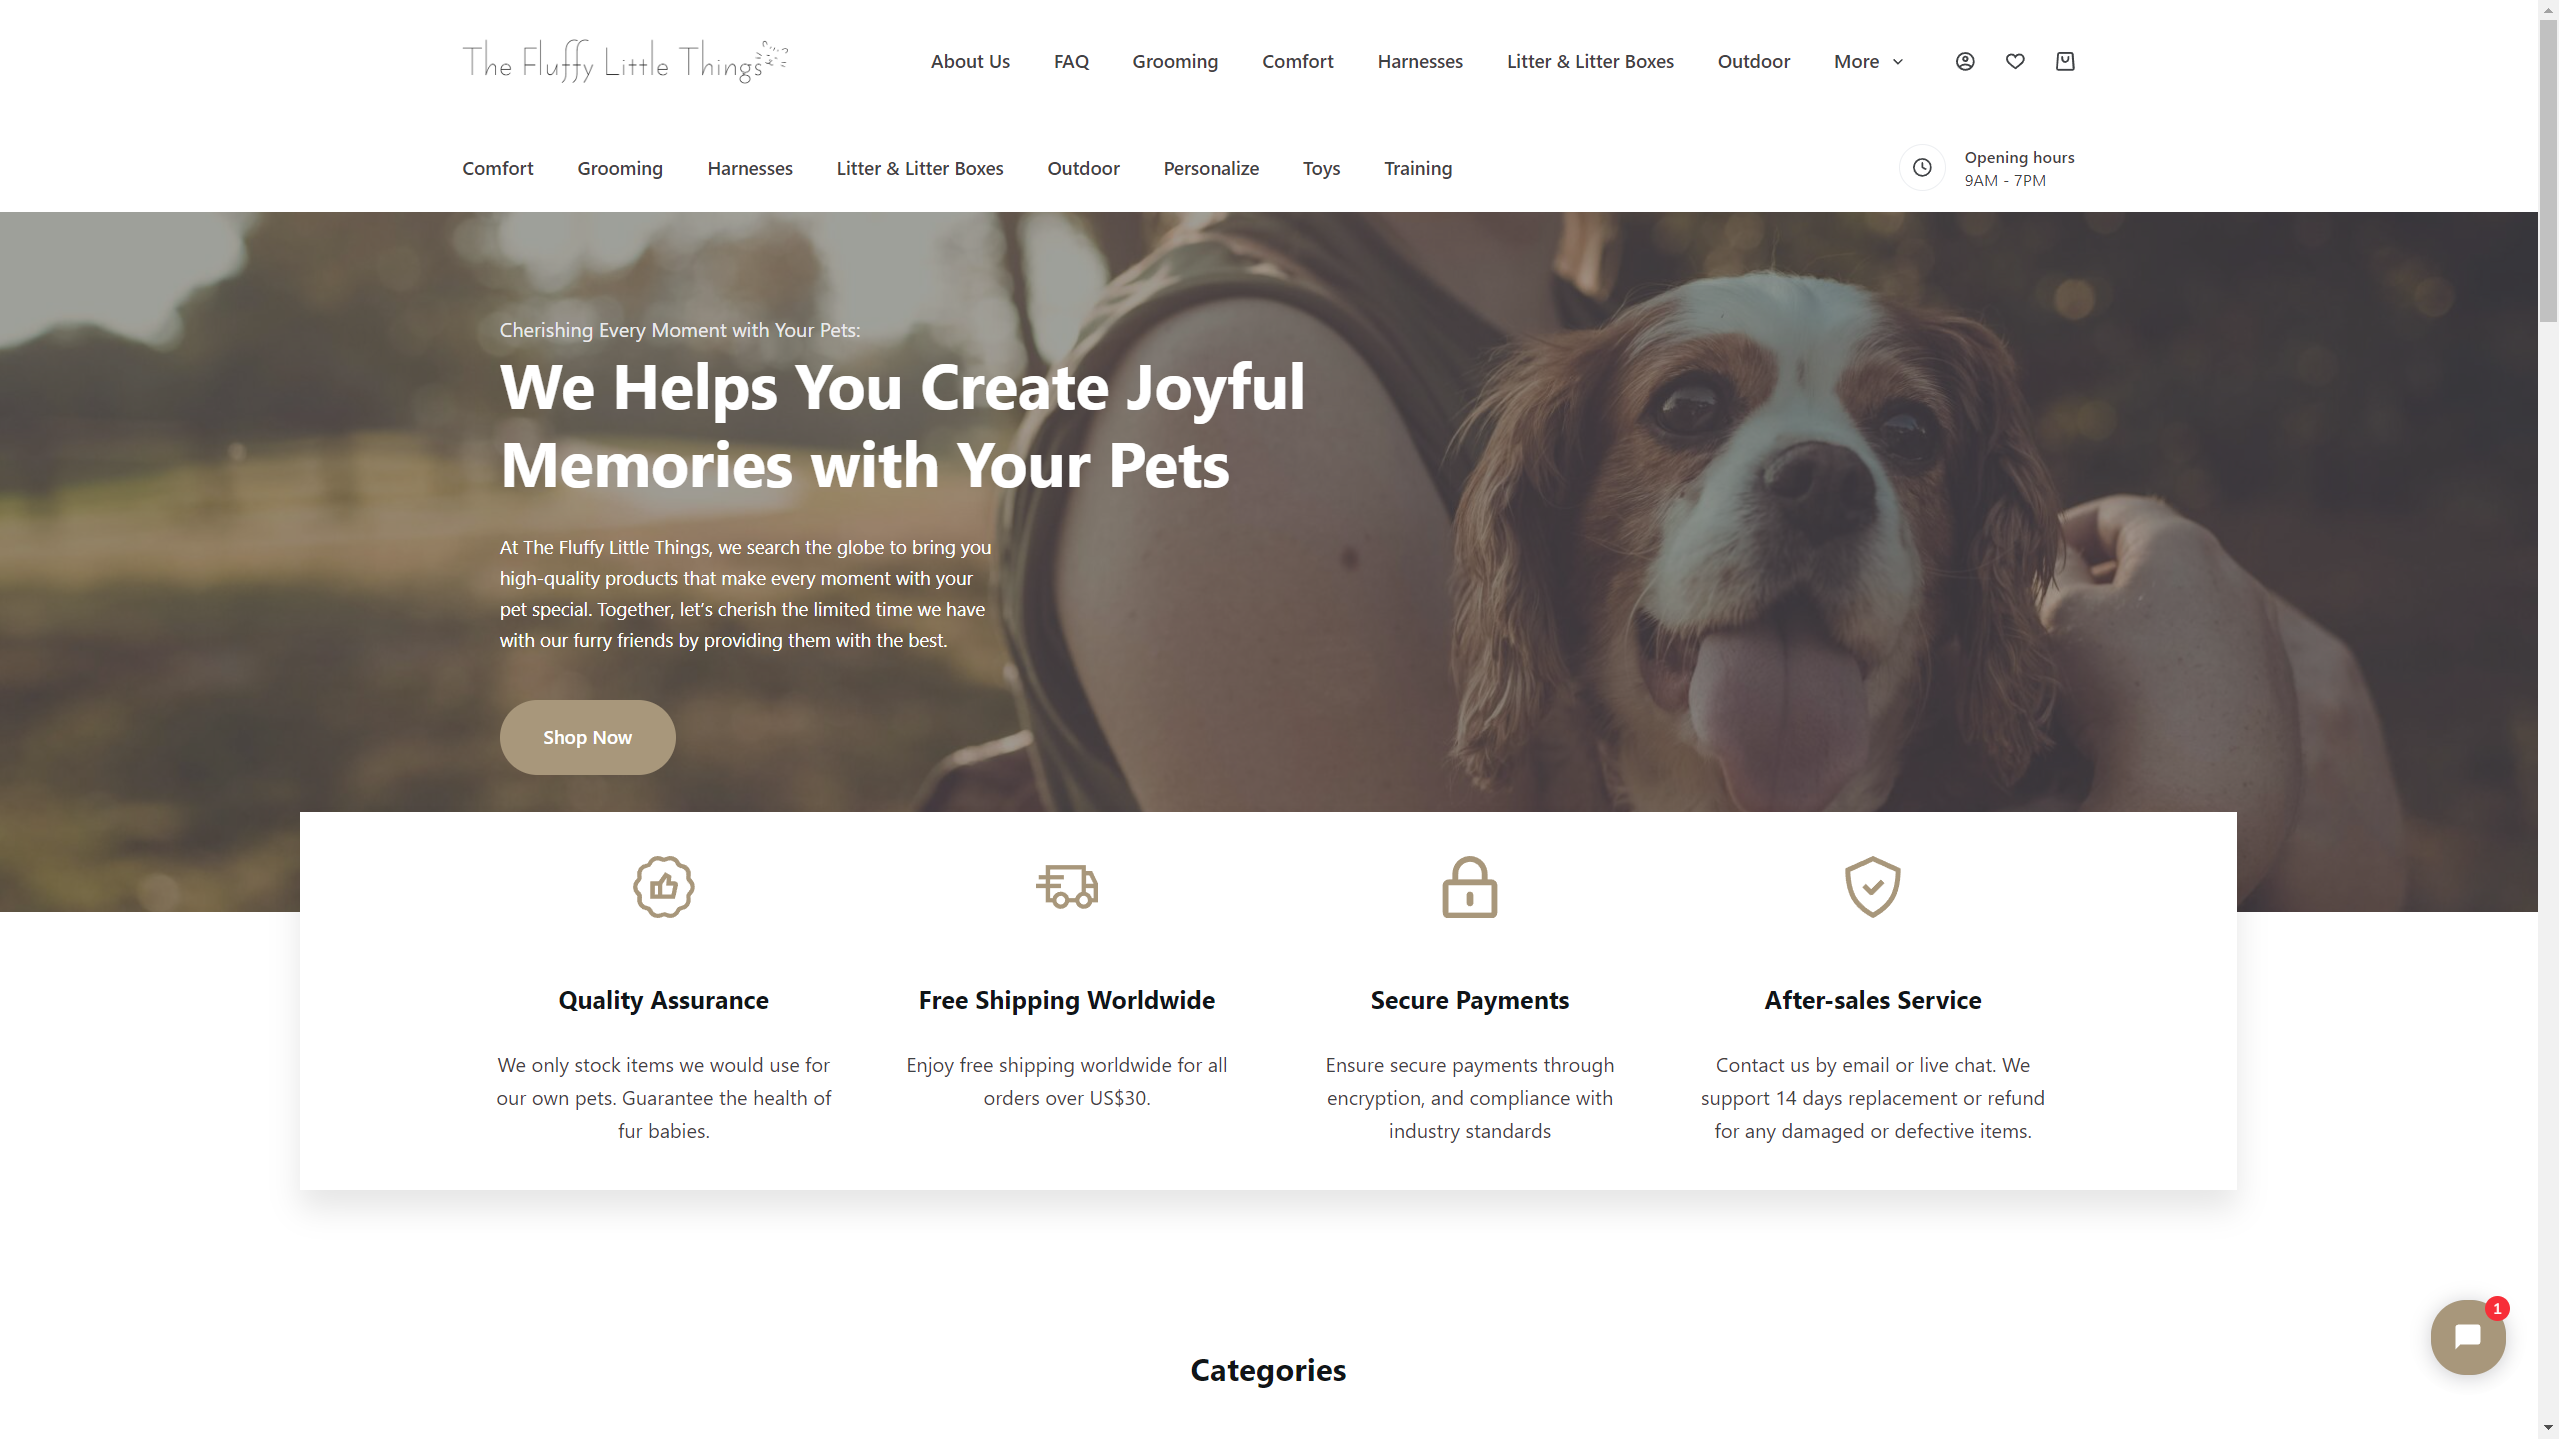 The Fluffy Little Things
About Us
FAQ
Grooming
Comfort
Harnesses
Litter & Litter Boxes
Outdoor
More
Comfort
Grooming
Harnesses
Litter & Litter Boxes
Outdoor
Personalize
Toys
Training
Opening hours
9AM - 7PM
Cherishing Every Moment with Your Pets:
We Helps You Create Joyful
Memories with Your Pets
At The Fluffy Little Things, we search the globe to bring you
high-quality products that make every moment with your
pet special. Together, let’s cherish the limited time we have
with our furry friends by providing them with the best.
Shop Now
Quality Assurance
We only stock items we would use for
our own pets. Guarantee the health of
fur babies.
Free Shipping Worldwide
Enjoy free shipping worldwide for all
orders over US$30.
Secure Payments
Ensure secure payments through
encryption, and compliance with
industry standards
After-sales Service
Contact us by email or live chat. We
support 14 days replacement or refund
for any damaged or defective items.
Categories
1